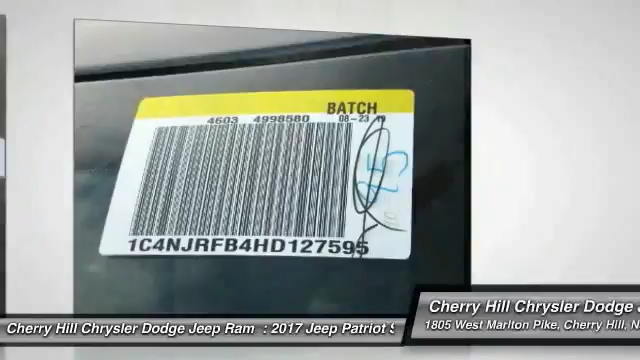 BATCH
4603 4998580 08-23
25
1C4NJRFB4HD127595
Cherry Hill Chrysler Dodge J
1805 West Marlton Pike, Cherry Hill, N
Cherry Hill Chrysler Dodge Jeep Ram : 2017 Jeep Patriot S